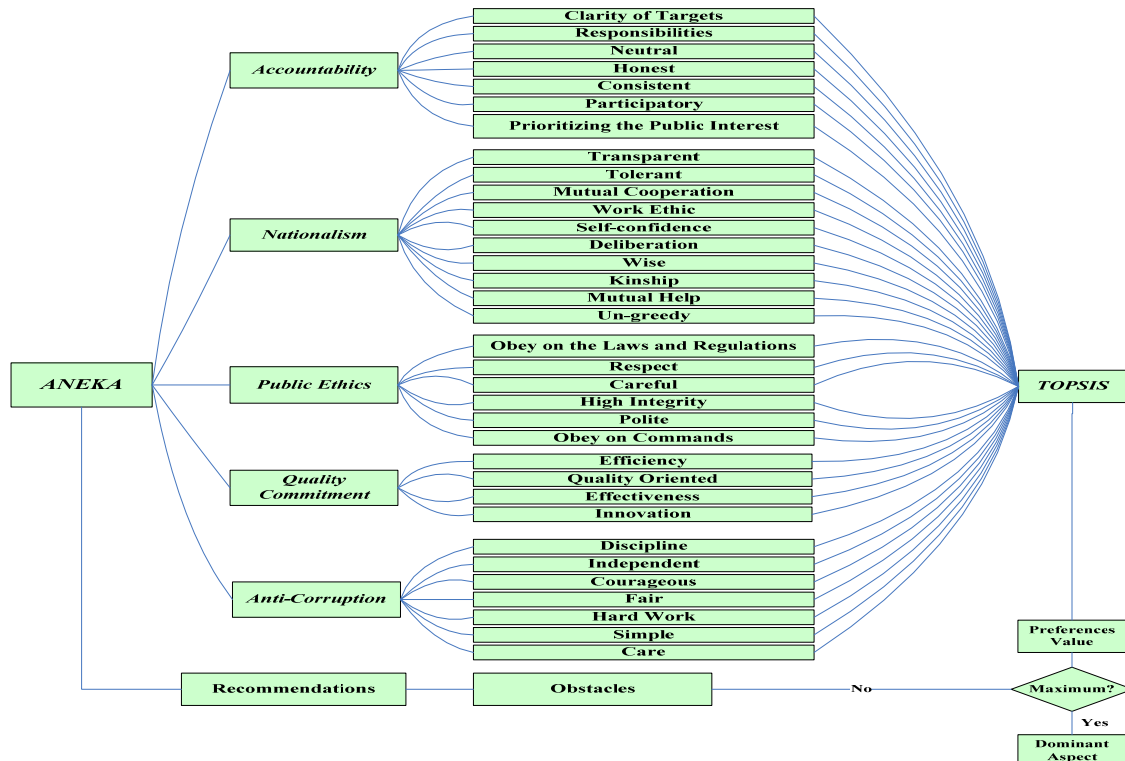 Clarity of Targets
Responsibilities
Neutral
Accountability
Honest
Consistent
Participatory
Prioritizing the Public Interest
Transparent
Tolerant
Mutual Cooperation
Work Ethic
Nationalism
Self-confidence
Deliberation
Wise
Kinship
Mutual Help
Un-greedy
Obey on the Laws and Regulations
Respect
ANEKA
Public Ethics
Careful
TOPSIS
High Integrity
Polite
Obey on Commands
Efficiency
Quality
Commitment
Quality Oriented
Effectiveness
Innovation
Discipline
Independent
Courageous
Anti-Corruption
Fair
Hard Work
Simple
Care
Preferences
Value
Recommendations
Obstacles
No
Maximum?
Yes
Dominant
Aspect